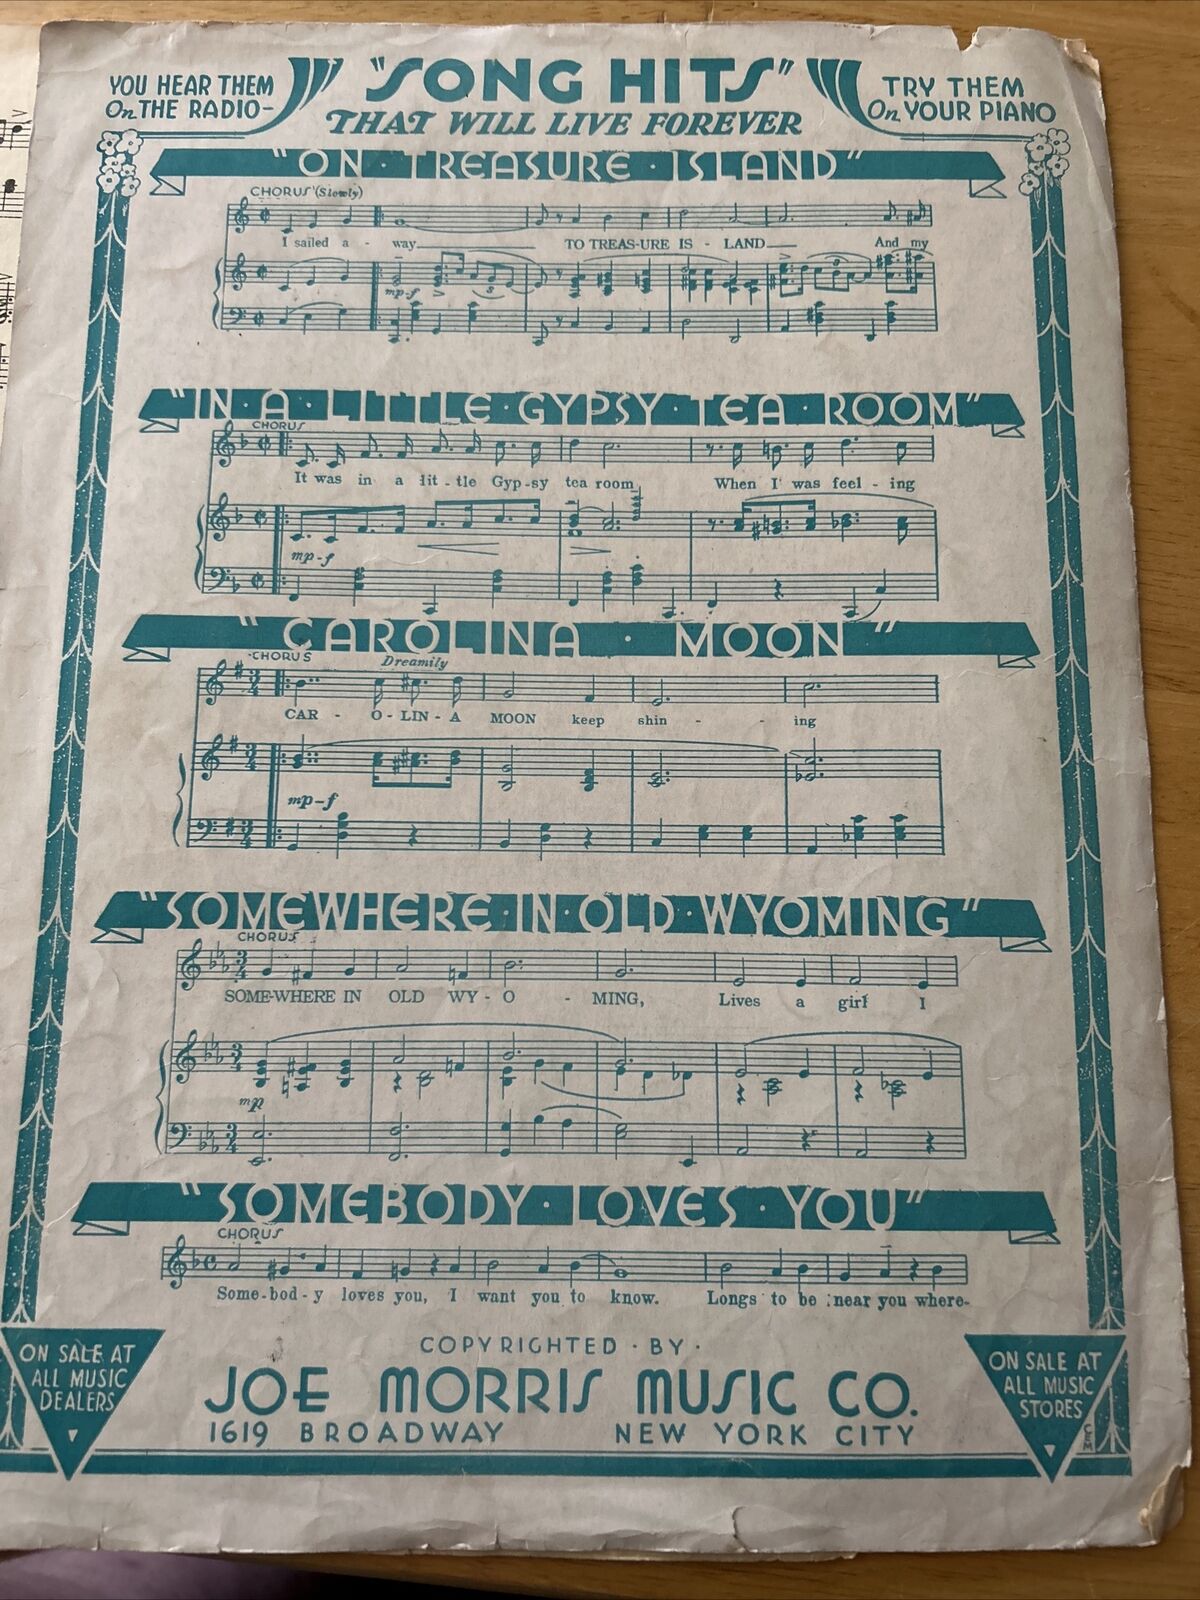 YOU HEAR THEM
On THE RADIO-
"SONG HITS"
THAT WILL LIVE FOREVER
TRY THEM
On YOUR PIANO
"ON · TREASURE · ISLAND"
CHORUS (Slowly)
I sailed a - way TO TREAS-URE IS - LAND And my
mp-f
3
3
"IN · A · LITTLE · GYPSY · TEA · ROOM"
CHORUS
It was in a lit - tle Gyp-sy tea room When I was feel - ing
mp-f
"CAROLINA · MOON"
CHORUS Dreamily
CAR - O - LIN - A MOON keep shin - - ing
mp-f
"SOMEWHERE · IN · OLD · WYOMING"
CHORUS
SOME-WHERE IN OLD WY - O - MING, Lives a girl I
mp
"SOMEBODY · LOVES · YOU"
CHORUS
Some-bod-y loves you, I want you to know. Longs to be near you where-
COPYRIGHTED · BY ·
JOE MORRIS MUSIC CO.
1619 BROADWAY NEW YORK CITY
ON SALE AT
ALL MUSIC
DEALERS
ON SALE AT
ALL MUSIC
STORES
CEM